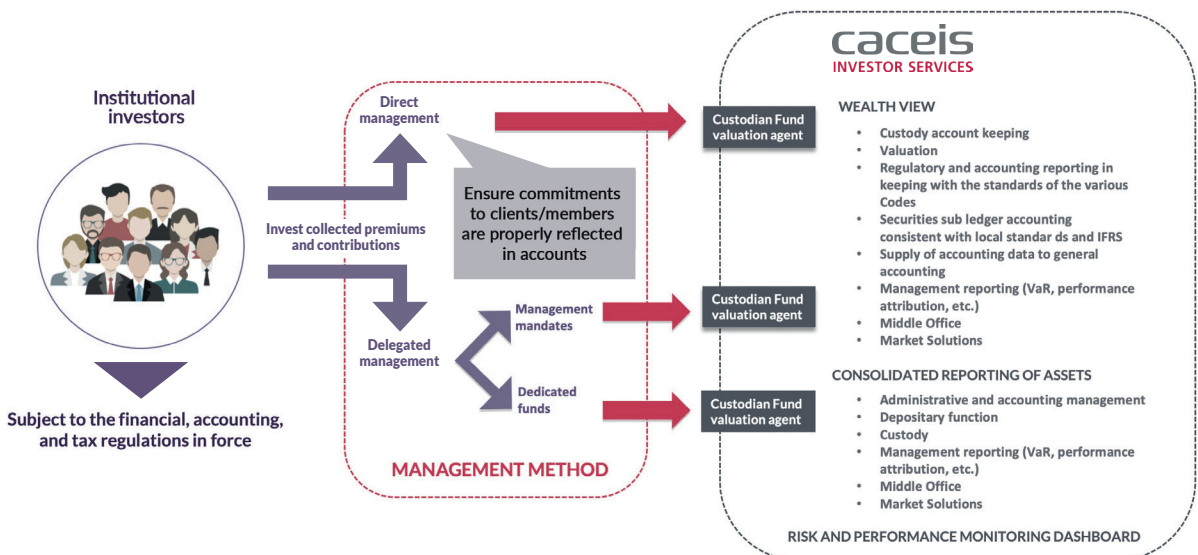 Institutional
investors
Subject to the financial, accounting,
and tax regulations in force
Invest collected premiums
and contributions
Direct
management
Ensure commitments
to clients/members
are properly reflected
in accounts
Delegated
management
Management
mandates
Dedicated
funds
MANAGEMENT METHOD
Custodian Fund
valuation agent
Custodian Fund
valuation agent
Custodian Fund
valuation agent
caceis
INVESTOR SERVICES
WEALTH VIEW
• Custody account keeping
• Valuation
• Regulatory and accounting reporting in
keeping with the standards of the various
Codes
• Securities sub ledger accounting
consistent with local standar ds and IFRS
• Supply of accounting data to general
accounting
• Management reporting (VaR, performance
attribution, etc.)
• Middle Office
• Market Solutions
CONSOLIDATED REPORTING OF ASSETS
• Administrative and accounting management
• Depositary function
• Custody
• Management reporting (VaR, performance
attribution, etc.)
• Middle Office
• Market Solutions
RISK AND PERFORMANCE MONITORING DASHBOARD